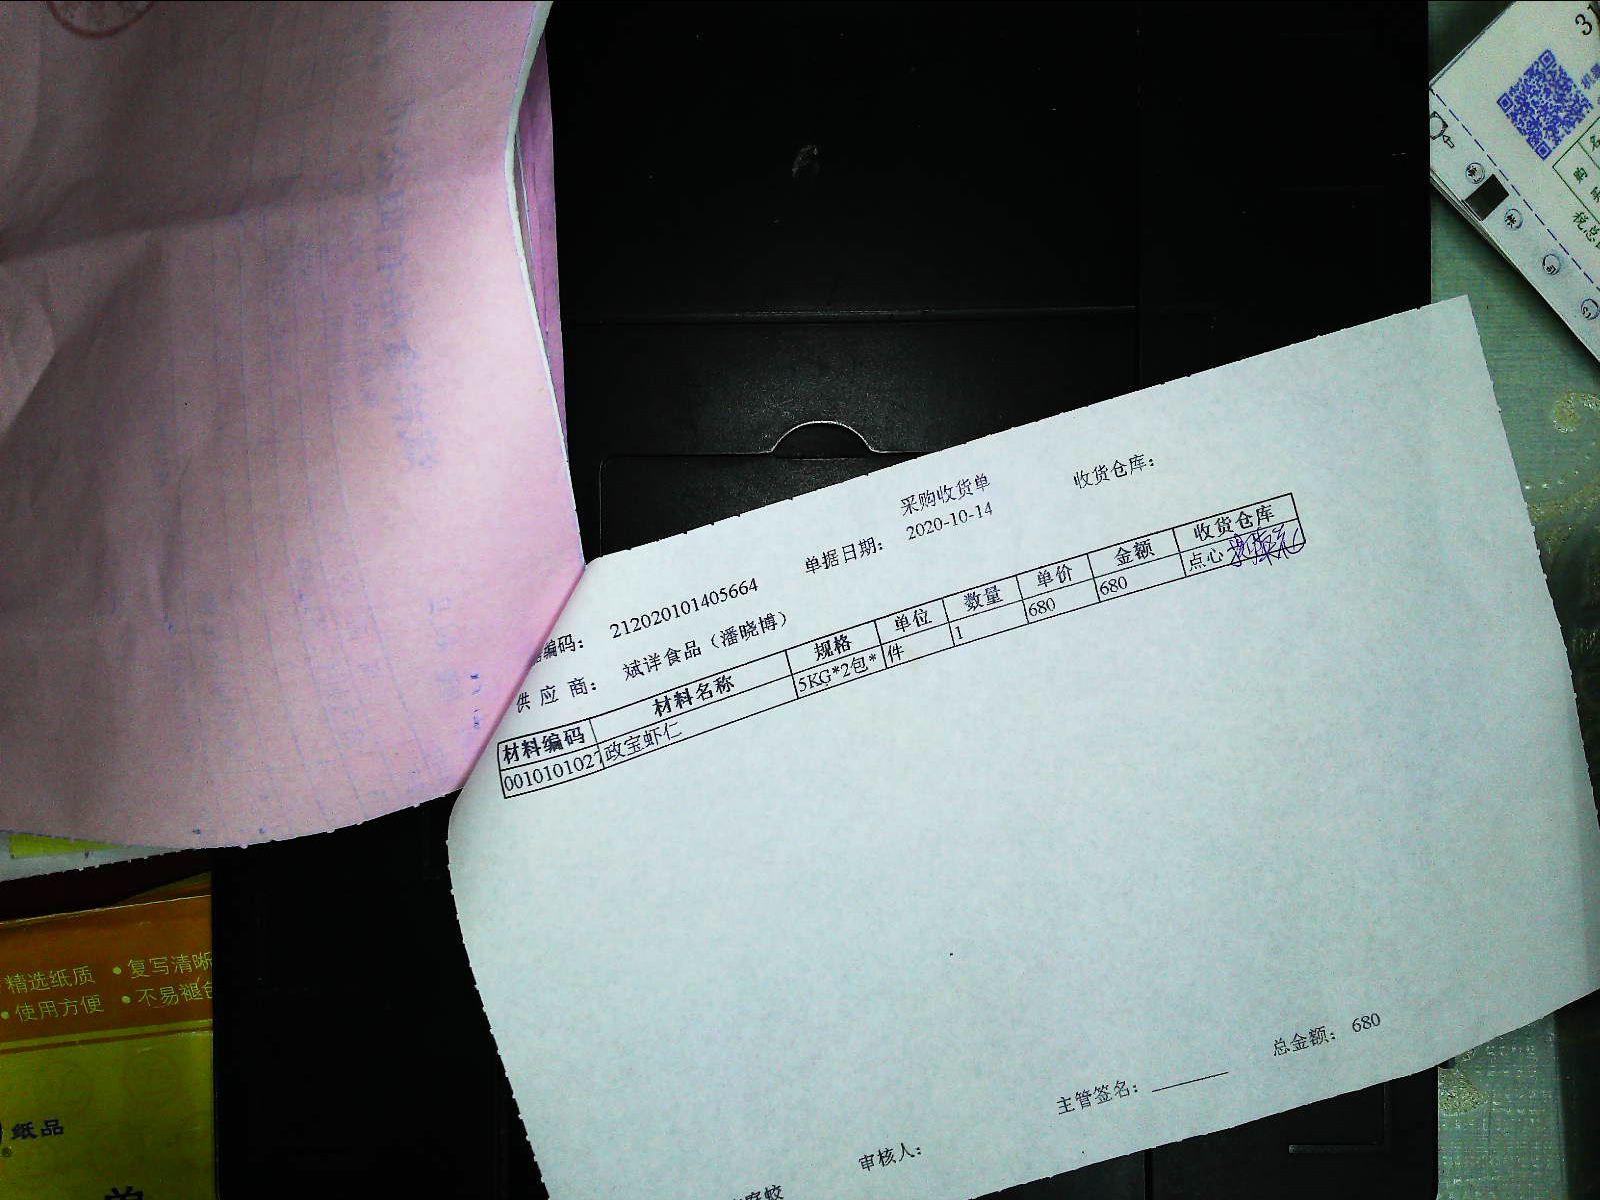 采购收货单
收货仓库：
编码： 212020101405664
单据日期： 2020-10-14
供 应 商： 斌详食品（潘晓博）
材料编码 材料名称 规格 单位 数量 单价 金额 收货仓库
0010101027 政宝虾仁 5KG*2包* 件 1 680 680 点心
总金额： 680
主管签名：
审核人：
精选纸质 •复写清晰
•使用方便 •不易褪色
纸品
购